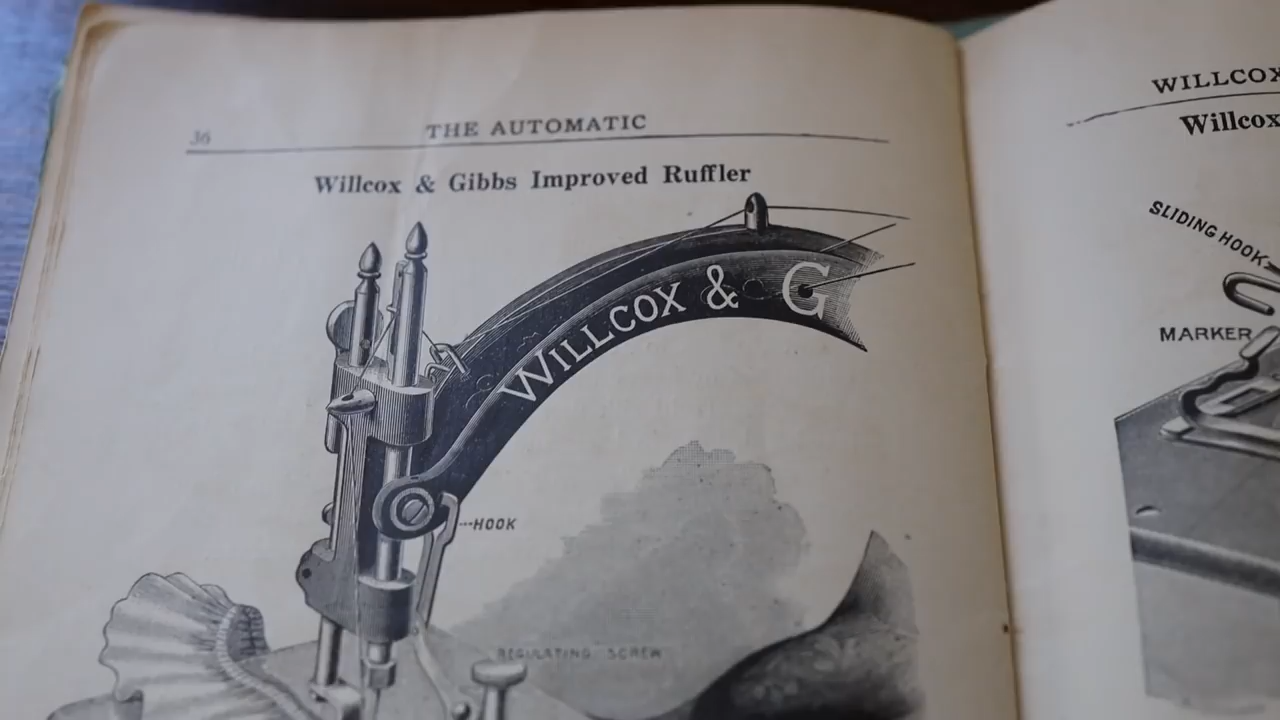 36
THE AUTOMATIC
Willcox & Gibbs Improved Ruffler
WILLCOX & G
HOOK
REGULATING SCREW
WILLCOX
Willcox
SLIDING HOOK
MARKER